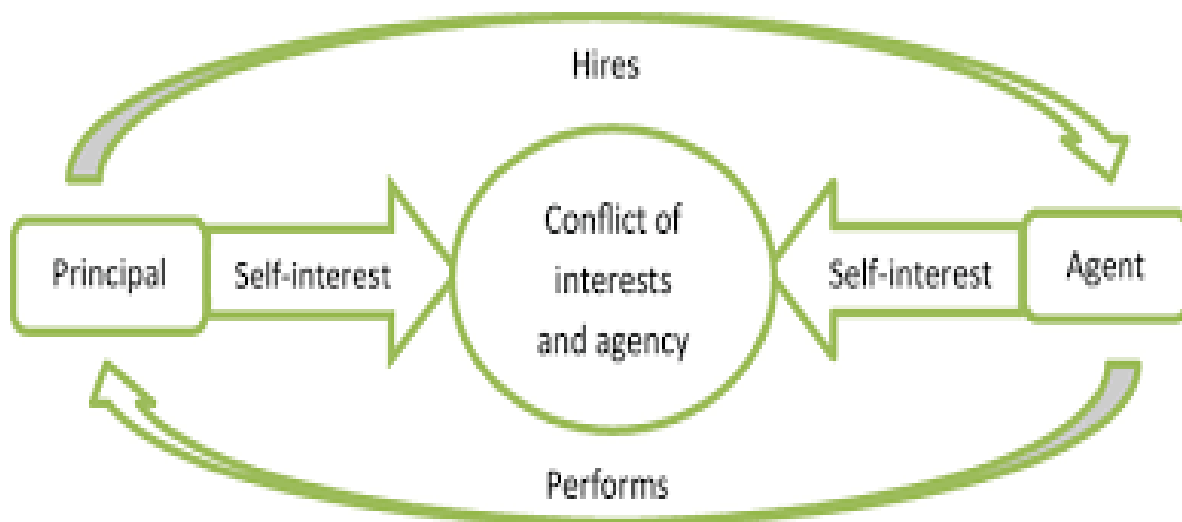 Hires
Principal
Self-interest
Conflict of
interests
and agency
Self-interest
Agent
Performs